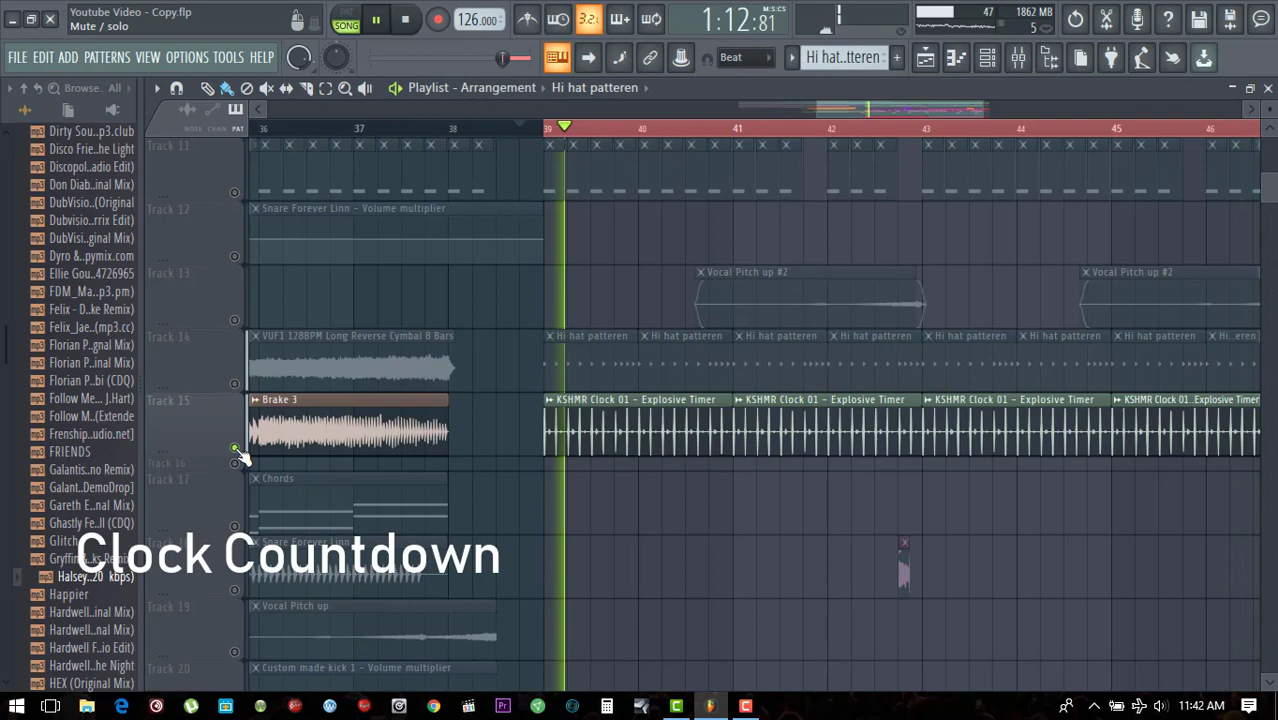 Youtube Video - Copy.flp
Mute / solo
PAT
SONG
126.000
3.2.
1:12:81
47
1862 MB
5
FILE EDIT ADD PATTERNS VIEW OPTIONS TOOLS HELP
Beat
Hi hat..tteren
Browse.. All
Playlist - Arrangement
Hi hat patteren
NOTE CHAN PAT
36 37 38 39 40 41 42 43 44 45 46
Dirty Sou..p3.club
Disco Frie..he Light
Discopol..adio Edit)
Don Diab..inal Mix)
DubVisio..(Original
DubVisio..rrix Edit)
DubVisi..ginal Mix)
Dyro &..pymix.com
Ellie Gou..4726965
FDM_Ma..p3.pm)
Felix - D..ke Remix)
Felix_Jae..(mp3.cc)
Florian P..gnal Mix)
Florian P..inal Mix)
Florian P..bi (CDQ)
Follow Me...J.Hart)
Follow M..(Extende
Frenship..udio.net]
FRIENDS
Galantis..no Remix)
Galant..DemoDrop]
Gareth E..nal Mix)
Ghastly Fe..ll (CDQ)
Glitch
Gryffin
Halsey..20 kbps)
Happier
Hardwell..inal Mix)
Hardwell..nal Mix)
Hardwell F..io Edit)
Hardwell..he Night
HEX (Original Mix)
Track 11
Track 12
Snare Forever Linn - Volume multiplier
Track 13
Vocal Pitch up #2
Vocal Pitch up #2
Track 14
VUF1 128BPM Long Reverse Cymbal 8 Bars
Hi hat patteren
Hi hat patteren
Hi hat patteren
Hi hat patteren
Hi hat patteren
Hi hat patteren
Hi hat patteren
Hi..eren
Track 15
Brake 3
KSHMR Clock 01 - Explosive Timer
KSHMR Clock 01 - Explosive Timer
KSHMR Clock 01 - Explosive Timer
KSHMR Clock 01..Explosive Timer
Track 16
Track 17
Chords
Snare Forever Linn
Clock Countdown
Track 19
Vocal Pitch up
Track 20
Custom made kick 1 - Volume multiplier
11:42 AM